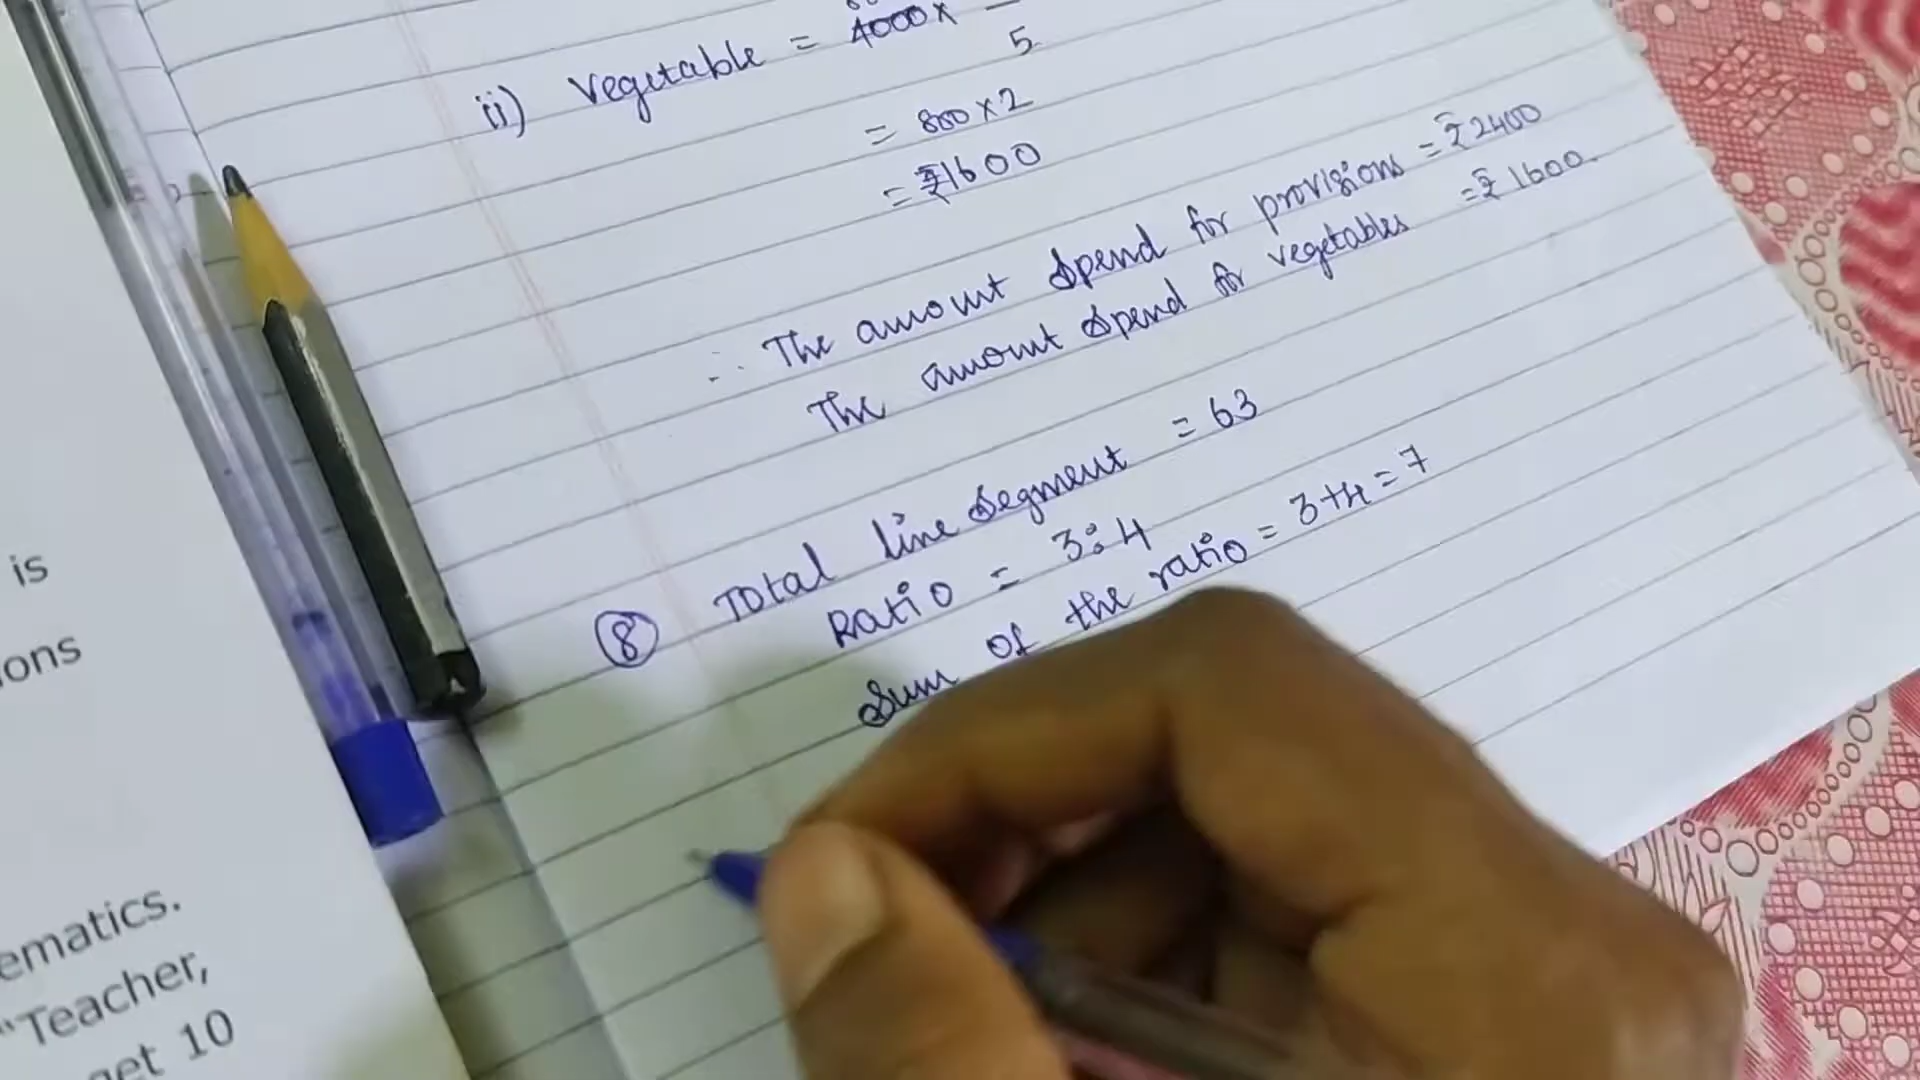 ii) Vegetable = 4000 ×
5
= 800 × 2
= ₹1600
∴ The amount spend for provisions = ₹2400
The amount spend for vegetables = ₹1600.
⑧ Total line segment = 63
Ratio = 3:4
Sum of the ratio = 3+4 = 7
is
ons
ematics.
"Teacher,
get 10